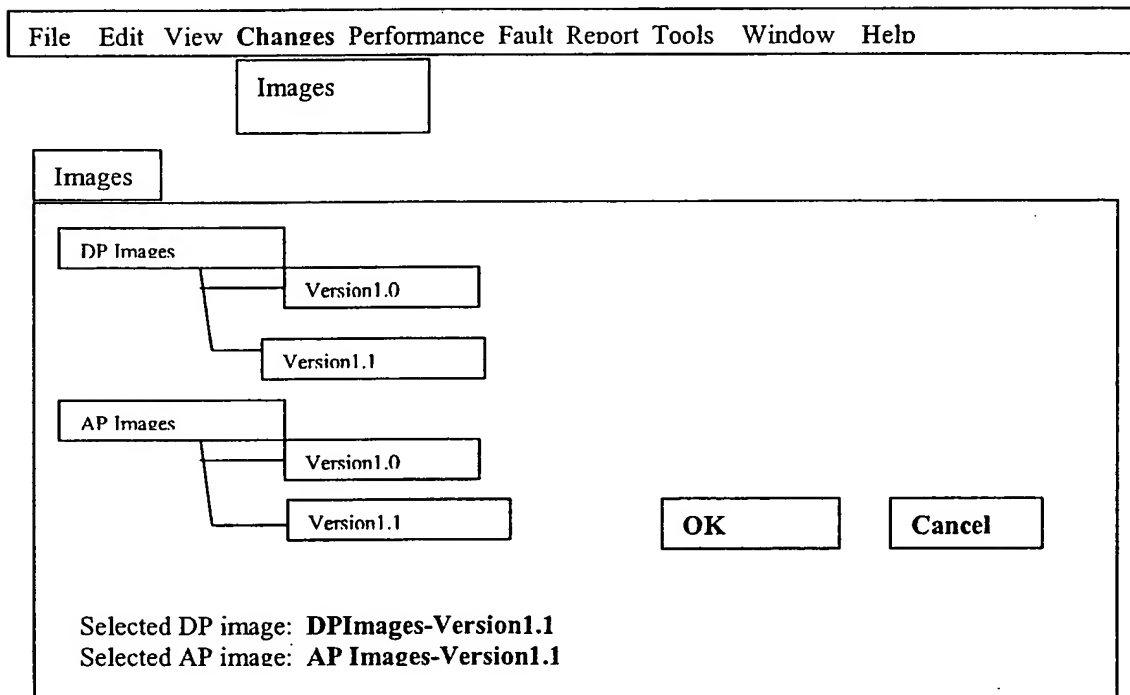 File Edit View Changes Performance Fault Report Tools Window Help
Images
Images
DP Images
Version1.0
Version1.1
AP Images
Version1.0
Version1.1
OK Cancel
Selected DP image: DPImages-Version1.1
Selected AP image: AP Images-Version1.1